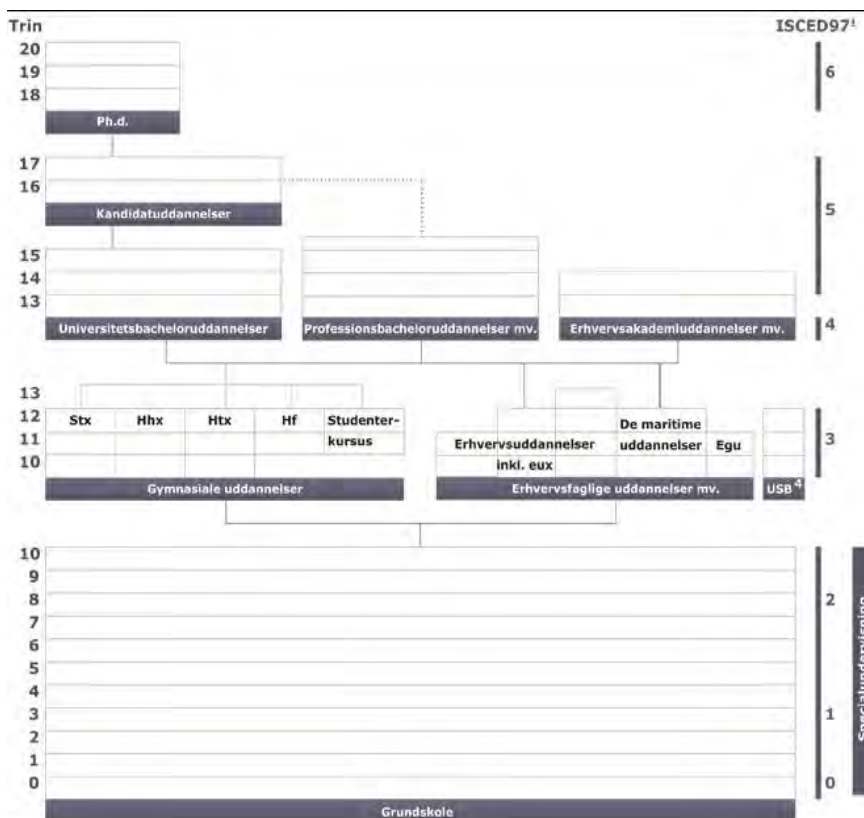 Trin ISCED97¹
20
19 6
18
Ph.d.
17
16
Kandidatuddannelser 5
15
14
13
Universitetsbacheloruddannelser Professionsbacheloruddannelser mv. Erhvervsakademiuddannelser mv. 4
13
12 Stx Hhx Htx Hf Studenter- De maritime 3
11 kursus Erhvervsuddannelser uddannelser Egu
10 inkl. eux
Gymnasiale uddannelser Erhvervsfaglige uddannelser mv. USB⁴
10
9
8 2
7
6
5
4
3 1
2
1
0 0
Specialundervisning
Grundskole